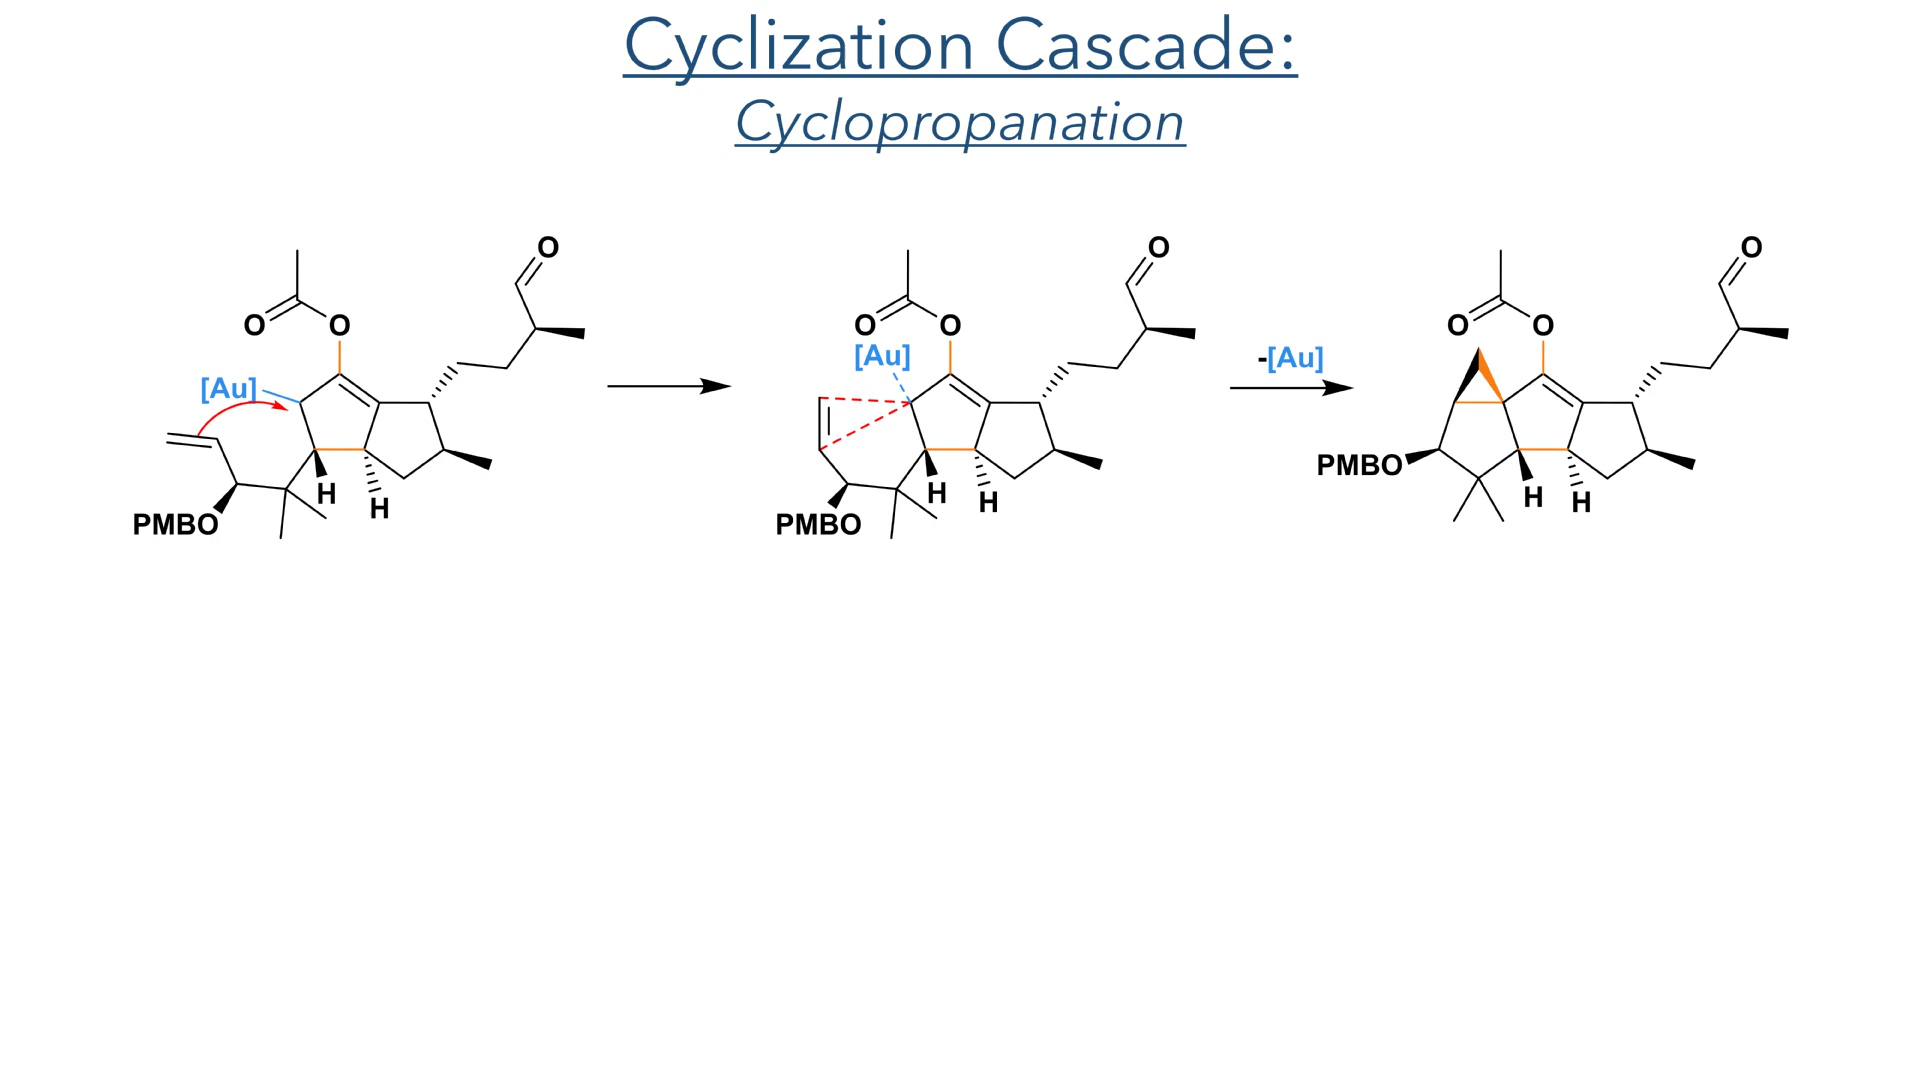 Cyclization Cascade:
Cyclopropanation
O O O
O O O O O O
[Au] -[Au]
[Au]
PMBO
H H H
H H H
PMBO PMBO